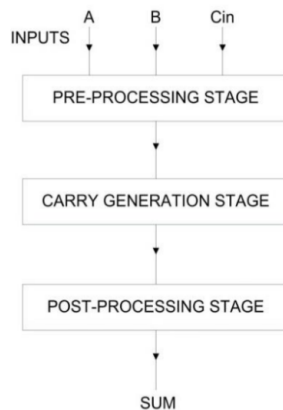 A B Cin
INPUTS
PRE-PROCESSING STAGE
CARRY GENERATION STAGE
POST-PROCESSING STAGE
SUM